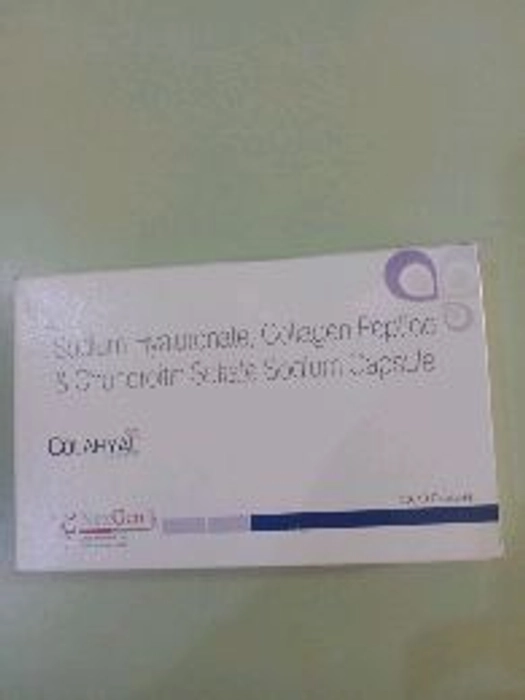 Sodium Hyaluronate, Collagen Peptide
& Chondroitin Sulfate Sodium Capsule
COLAHYAL